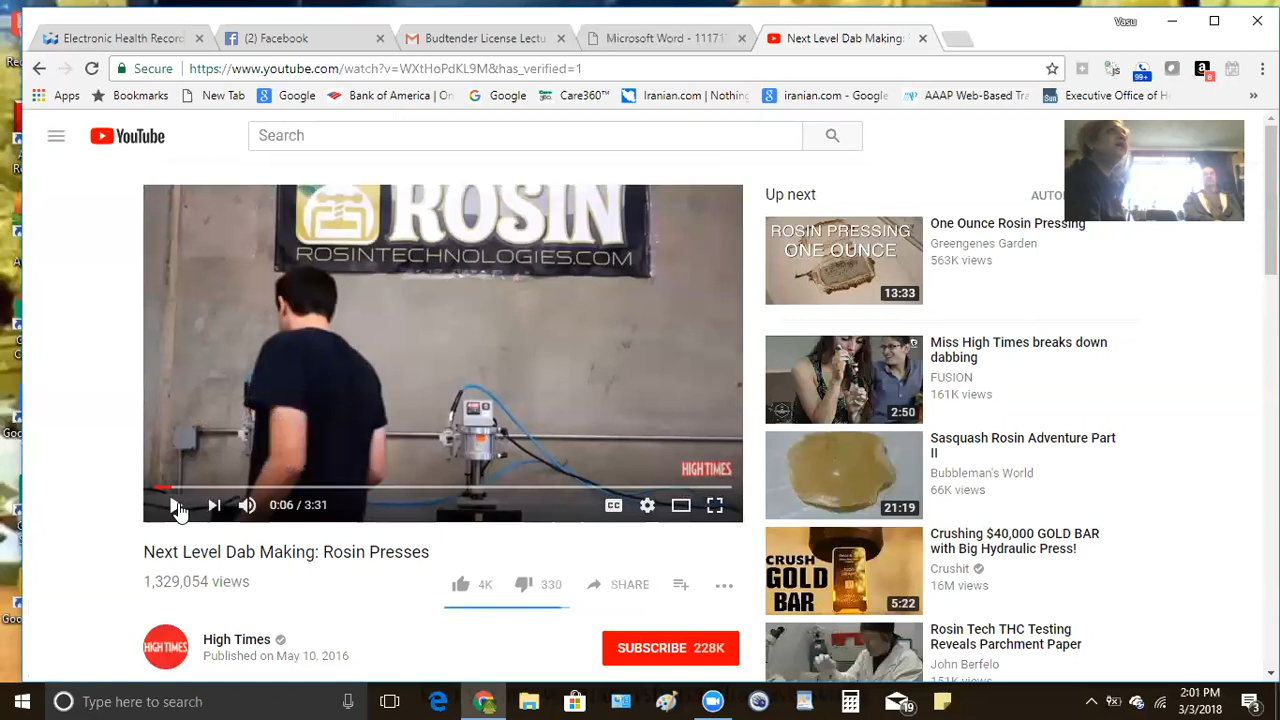 Vasu
Electronic Health Record
(2) Facebook
Budtender License Lectu
Microsoft Word - 11171
Next Level Dab Making:
Secure
https://www.youtube.com/watch?v=WXtHoPdKL9M&has_verified=1
99+
8
Apps
Bookmarks
New Tab
Google
Bank of America | On
Google
Care360™
Iranian.com | Nothing
iranian.com - Google
AAAP Web-Based Tra
Executive Office of He
YouTube
Search
Up next
ROSIN
ROSINTECHNOLOGIES.COM
HIGH TIMES
0:06 / 3:31
CC
Next Level Dab Making: Rosin Presses
1,329,054 views
4K
330
SHARE
HIGH TIMES
High Times
Published on May 10, 2016
SUBSCRIBE 228K
ROSIN PRESSING
ONE OUNCE
13:33
One Ounce Rosin Pressing
Greengenes Garden
563K views
2:50
Miss High Times breaks down
dabbing
FUSION
161K views
21:19
Sasquash Rosin Adventure Part
II
Bubbleman's World
66K views
CRUSH
GOLD
BAR
5:22
Crushing $40,000 GOLD BAR
with Big Hydraulic Press!
Crushit
16M views
Rosin Tech THC Testing
Reveals Parchment Paper
John Berfelo
Type here to search
19
2:01 PM
3/3/2018
3